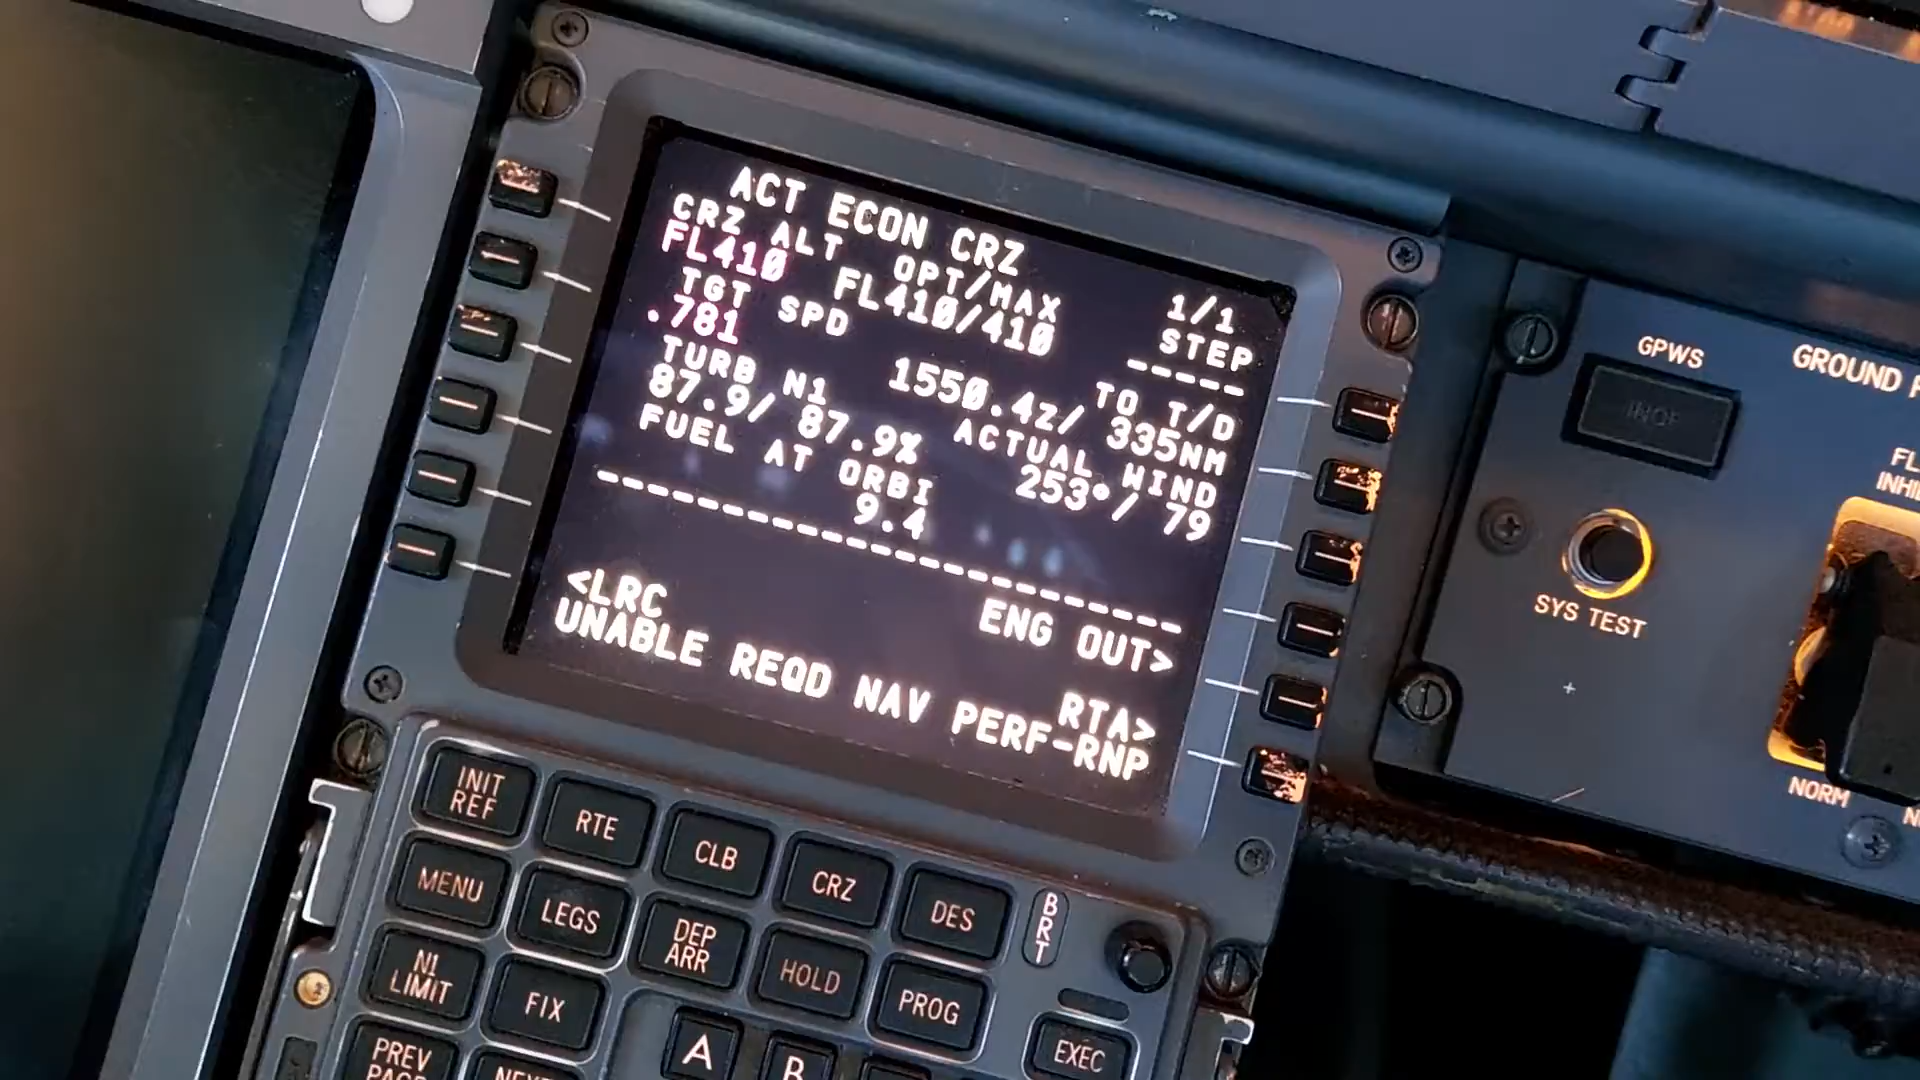 ACT ECON CRZ 1/1
CRZ ALT OPT/MAX STEP
FL410 FL410/410 -----
TGT SPD TO T/D
.781 1550.4z/ 335NM
TURB N1 ACTUAL WIND
87.9/ 87.9% 253°/ 79
FUEL AT ORBI
9.4
------------------------
ENG OUT>
<LRC RTA>
UNABLE REQD NAV PERF-RNP
INIT REF
RTE
CLB
CRZ
DES
BRT
MENU
LEGS
DEP ARR
HOLD
PROG
EXEC
N1 LIMIT
FIX
PREV
A
B
GPWS
GROUND
INOP
SYS TEST
NORM